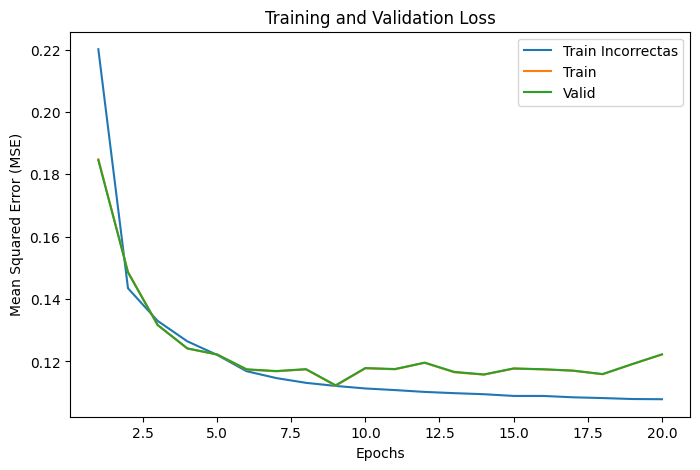 Training and Validation Loss
Train Incorrectas
Train
Valid
Mean Squared Error (MSE)
0.22
0.20
0.18
0.16
0.14
0.12
2.5
5.0
7.5
10.0
12.5
15.0
17.5
20.0
Epochs